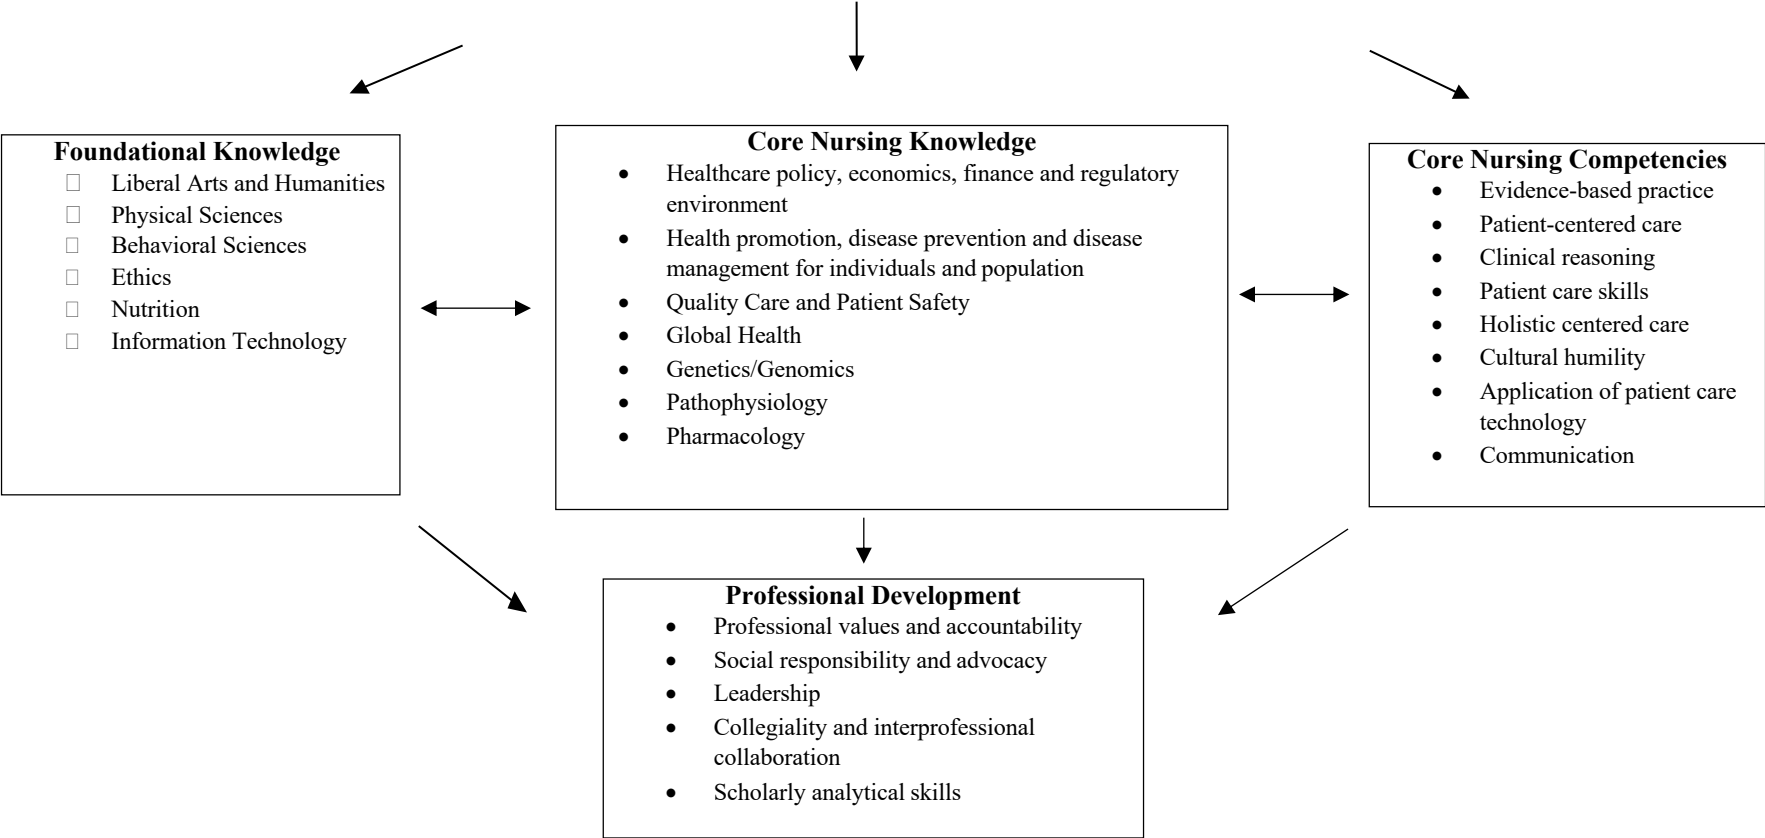 Foundational Knowledge
Liberal Arts and Humanities
Physical Sciences
Behavioral Sciences
Ethics
Nutrition
Information Technology
Core Nursing Knowledge
• Healthcare policy, economics, finance and regulatory
environment
• Health promotion, disease prevention and disease
management for individuals and population
• Quality Care and Patient Safety
• Global Health
• Genetics/Genomics
• Pathophysiology
• Pharmacology
Core Nursing Competencies
• Evidence-based practice
• Patient-centered care
• Clinical reasoning
• Patient care skills
• Holistic centered care
• Cultural humility
• Application of patient care
technology
• Communication
Professional Development
• Professional values and accountability
• Social responsibility and advocacy
• Leadership
• Collegiality and interprofessional
collaboration
• Scholarly analytical skills